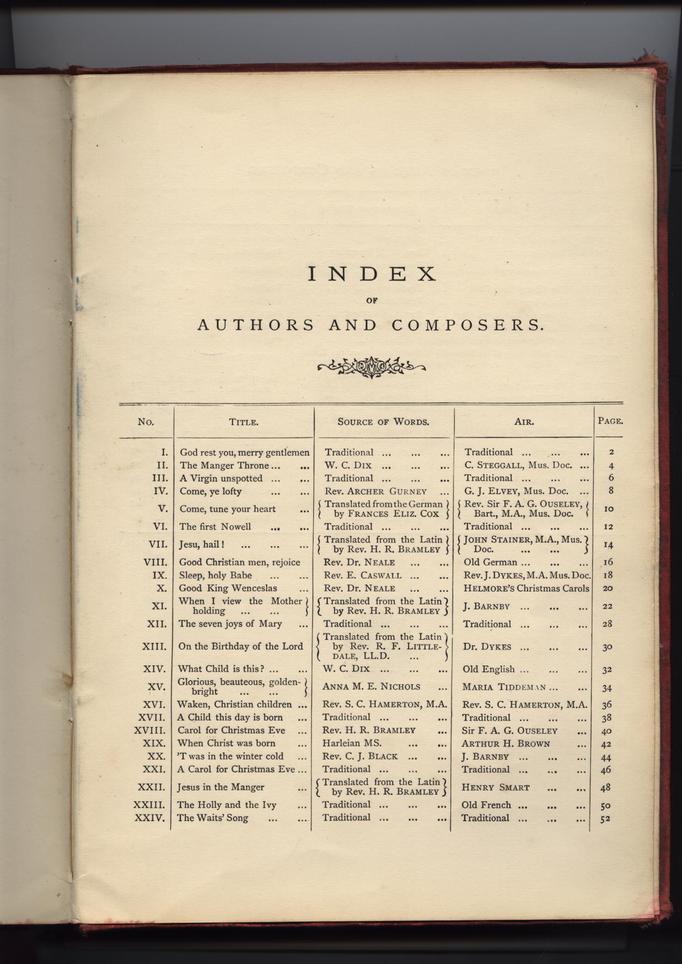 INDEX
OF
AUTHORS AND COMPOSERS.
No. TITLE. SOURCE OF WORDS. AIR. PAGE.
I. God rest you, merry gentlemen Traditional ... ... ... Traditional ... ... ... 2
II. The Manger Throne ... ... W. C. DIX ... ... ... C. STEGGALL, Mus. Doc. ... 4
III. A Virgin unspotted ... ... Traditional ... ... ... Traditional ... ... ... 6
IV. Come, ye lofty ... ... Rev. ARCHER GURNEY ... G. J. ELVEY, Mus. Doc. ... 8
V. Come, tune your heart ... { Translated from the German by FRANCES ELIZ. COX } { Rev. Sir F. A. G. OUSELEY, Bart., M.A., Mus. Doc. { 10
VI. The first Nowell ... ... Traditional ... ... ... Traditional ... ... ... 12
VII. Jesu, hail! ... ... ... { Translated from the Latin by Rev. H. R. BRAMLEY } { JOHN STAINER, M.A., Mus. Doc. ... ... } 14
VIII. Good Christian men, rejoice Rev. Dr. NEALE ... ... Old German ... ... ... 16
IX. Sleep, holy Babe ... ... Rev. E. CASWALL ... ... Rev. J. DYKES, M.A. Mus. Doc. 18
X. Good King Wenceslas ... Rev. Dr. NEALE ... ... HELMORE'S Christmas Carols 20
XI. When I view the Mother holding ... ... } { Translated from the Latin by Rev. H. R. BRAMLEY } J. BARNBY ... ... ... 22
XII. The seven joys of Mary ... Traditional ... ... ... Traditional ... ... ... 28
XIII. On the Birthday of the Lord { Translated from the Latin by Rev. R. F. LITTLE-DALE, LL.D. ... ... } Dr. DYKES ... ... ... 30
XIV. What Child is this? ... ... W. C. DIX ... ... ... Old English ... ... ... 32
XV. Glorious, beauteous, golden-bright ... ... } ANNA M. E. NICHOLS ... MARIA TIDDEMAN ... ... 34
XVI. Waken, Christian children ... Rev. S. C. HAMERTON, M.A. Rev. S. C. HAMERTON, M.A. 36
XVII. A Child this day is born ... Traditional ... ... ... Traditional ... ... ... 38
XVIII. Carol for Christmas Eve ... Rev. H. R. BRAMLEY ... Sir F. A. G. OUSELEY ... 40
XIX. When Christ was born ... Harleian MS. ... ... ARTHUR H. BROWN ... 42
XX. 'T was in the winter cold ... Rev. C. J. BLACK ... ... J. BARNBY ... ... ... 44
XXI. A Carol for Christmas Eve ... Traditional ... ... ... Traditional ... ... ... 46
XXII. Jesus in the Manger ... { Translated from the Latin by Rev. H. R. BRAMLEY } HENRY SMART ... ... 48
XXIII. The Holly and the Ivy ... Traditional ... ... ... Old French ... ... ... 50
XXIV. The Waits' Song ... ... Traditional ... ... ... Traditional ... ... ... 52